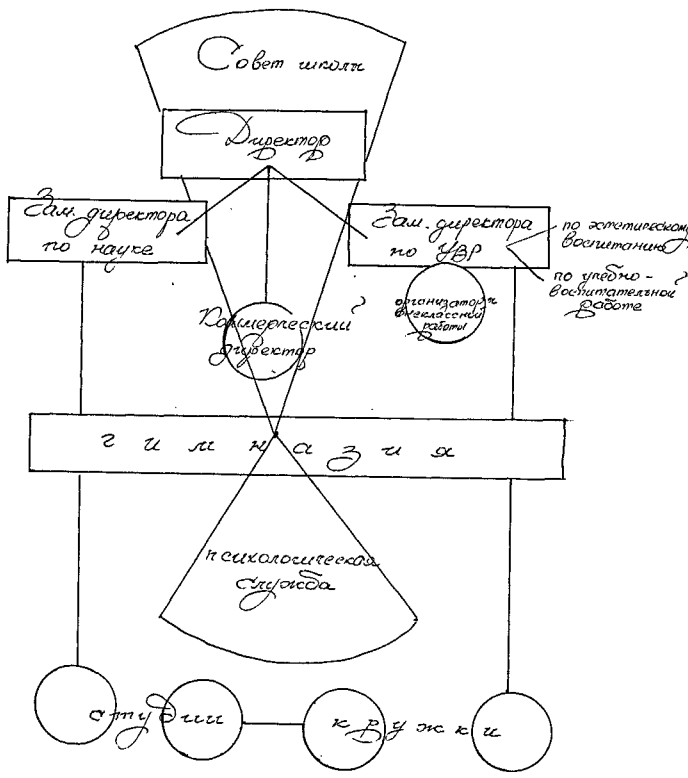 Совет школы
Директор
Зам. директора
по науке
Зам. директора
по УВР
по эстетическому
воспитанию
по учебно-
воспитательной
работе
организатор
внеклассной
работы
Коммерческий
директор
гимназия
психологическая
служба
студии
кружки